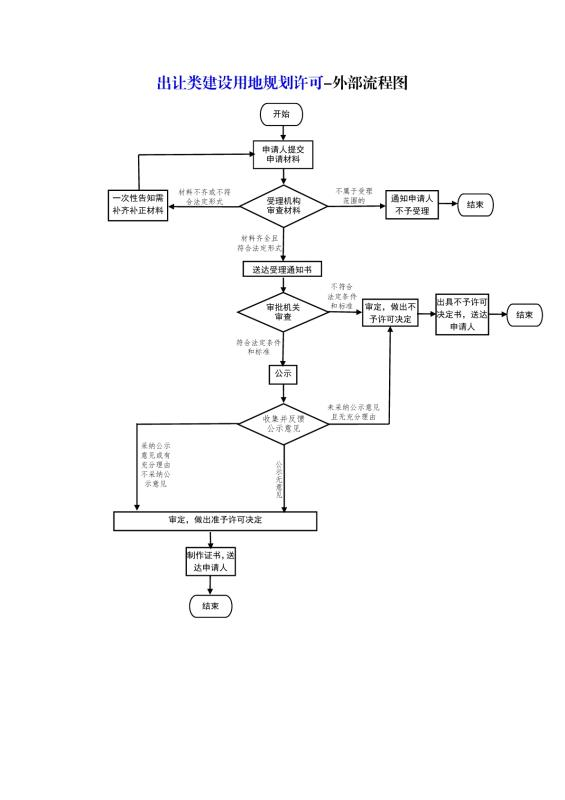 出让类建设用地规划许可-外部流程图
开始
申请人提交
申请材料
材料不齐或不符
合法定形式
不属于受理
范围的
一次性告知需
补齐补正材料
受理机构
审查材料
通知申请人
不予受理
结束
材料齐全且
符合法定形式
送达受理通知书
不符合
法定条件
和标准
审批机关
审查
审定，做出不
予许可决定
出具不予许可
决定书，送达
申请人
结束
符合法定条件
和标准
公示
收集并反馈
公示意见
未采纳公示意见
且无充分理由
采纳公示
意见或有
充分理由
不采纳公
示意见
公示无意见
审定，做出准予许可决定
制作证书，送
达申请人
结束